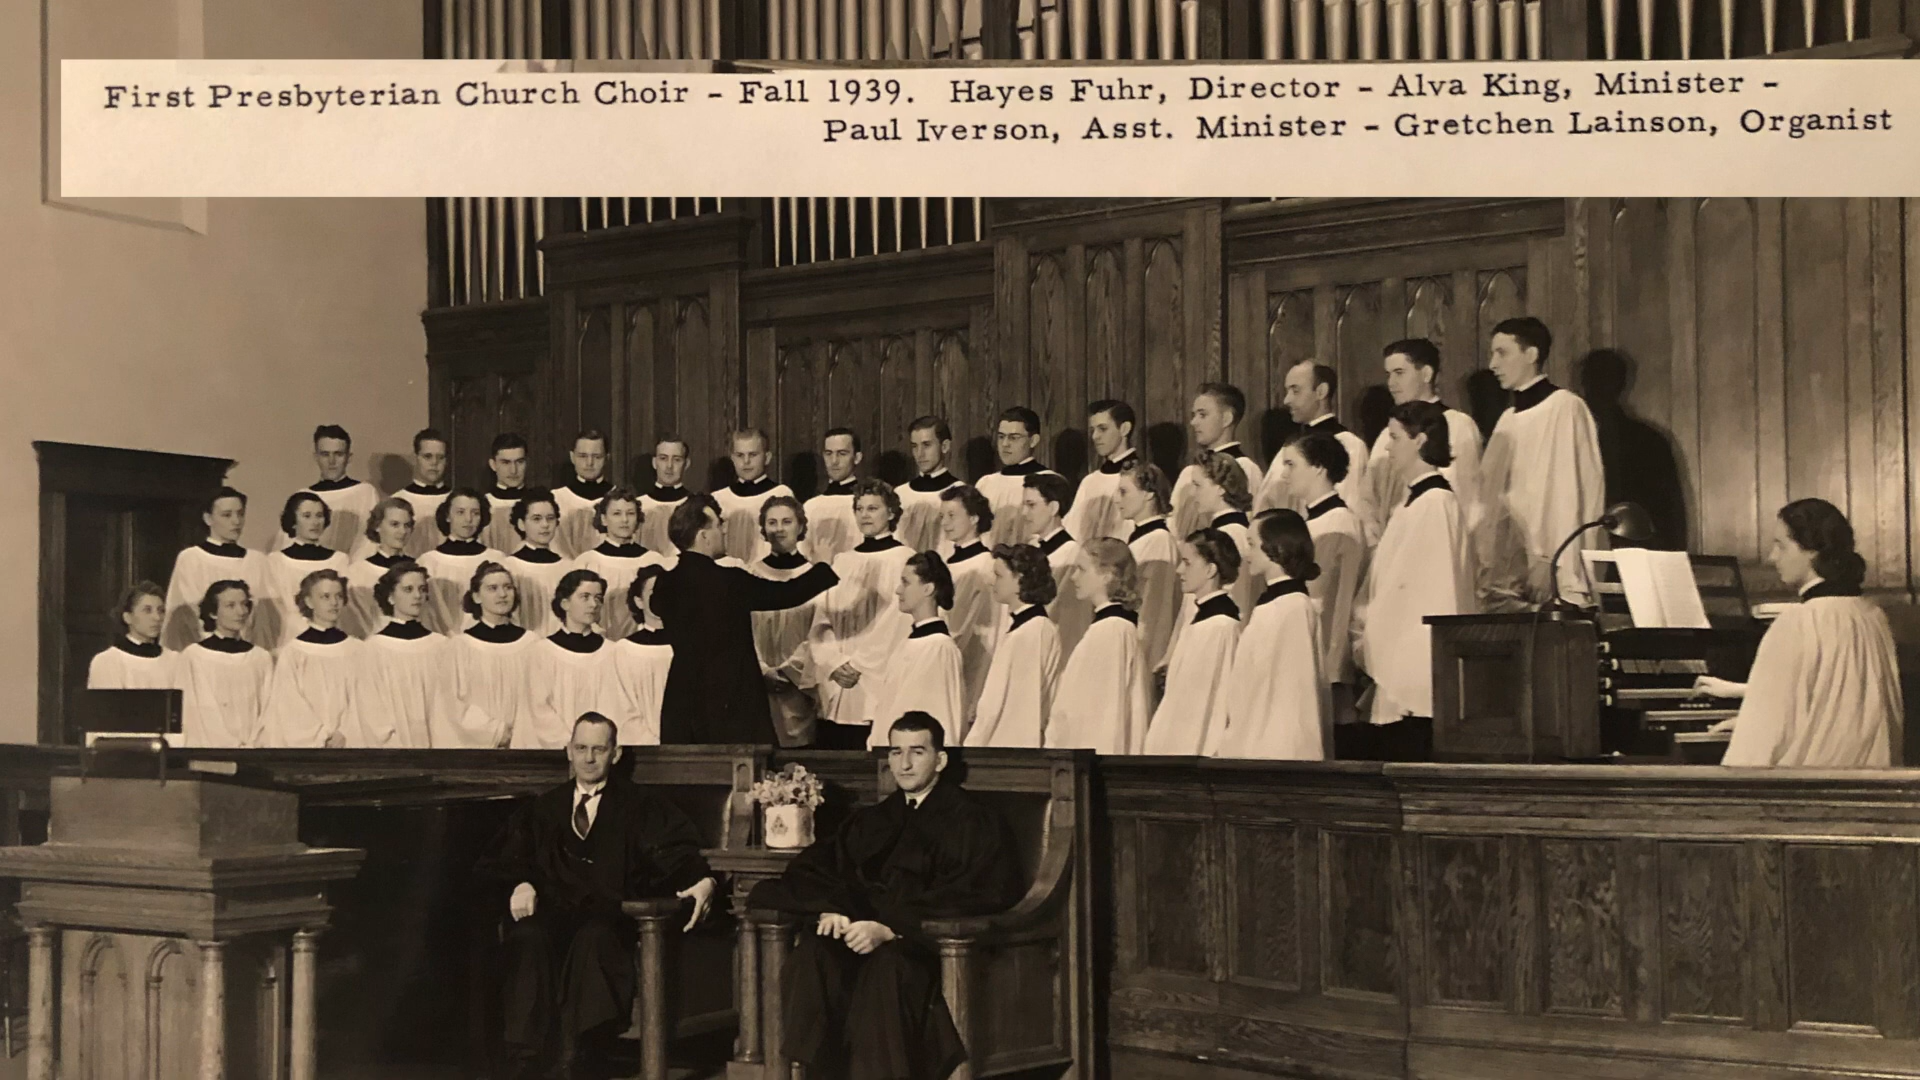 First Presbyterian Church Choir - Fall 1939. Hayes Fuhr, Director - Alva King, Minister -
Paul Iverson, Asst. Minister - Gretchen Lainson, Organist